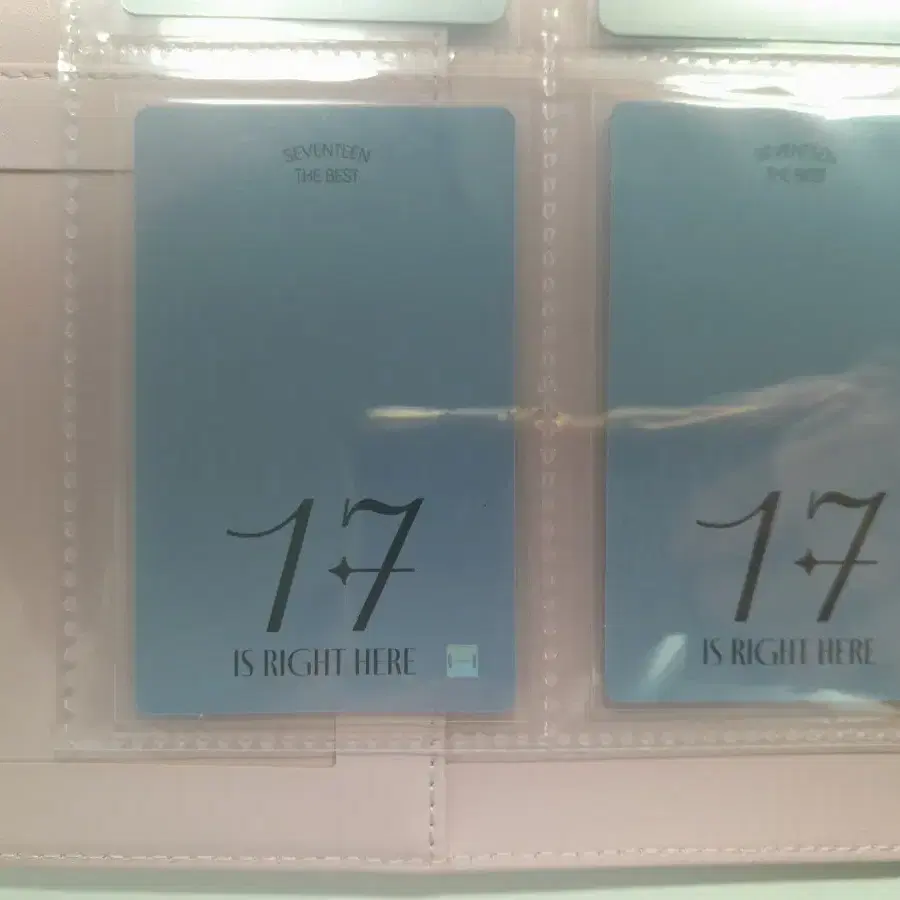 SEVENTEEN
THE BEST
17
IS RIGHT HERE
SEVENTEEN
THE BEST
17
IS RIGHT HERE